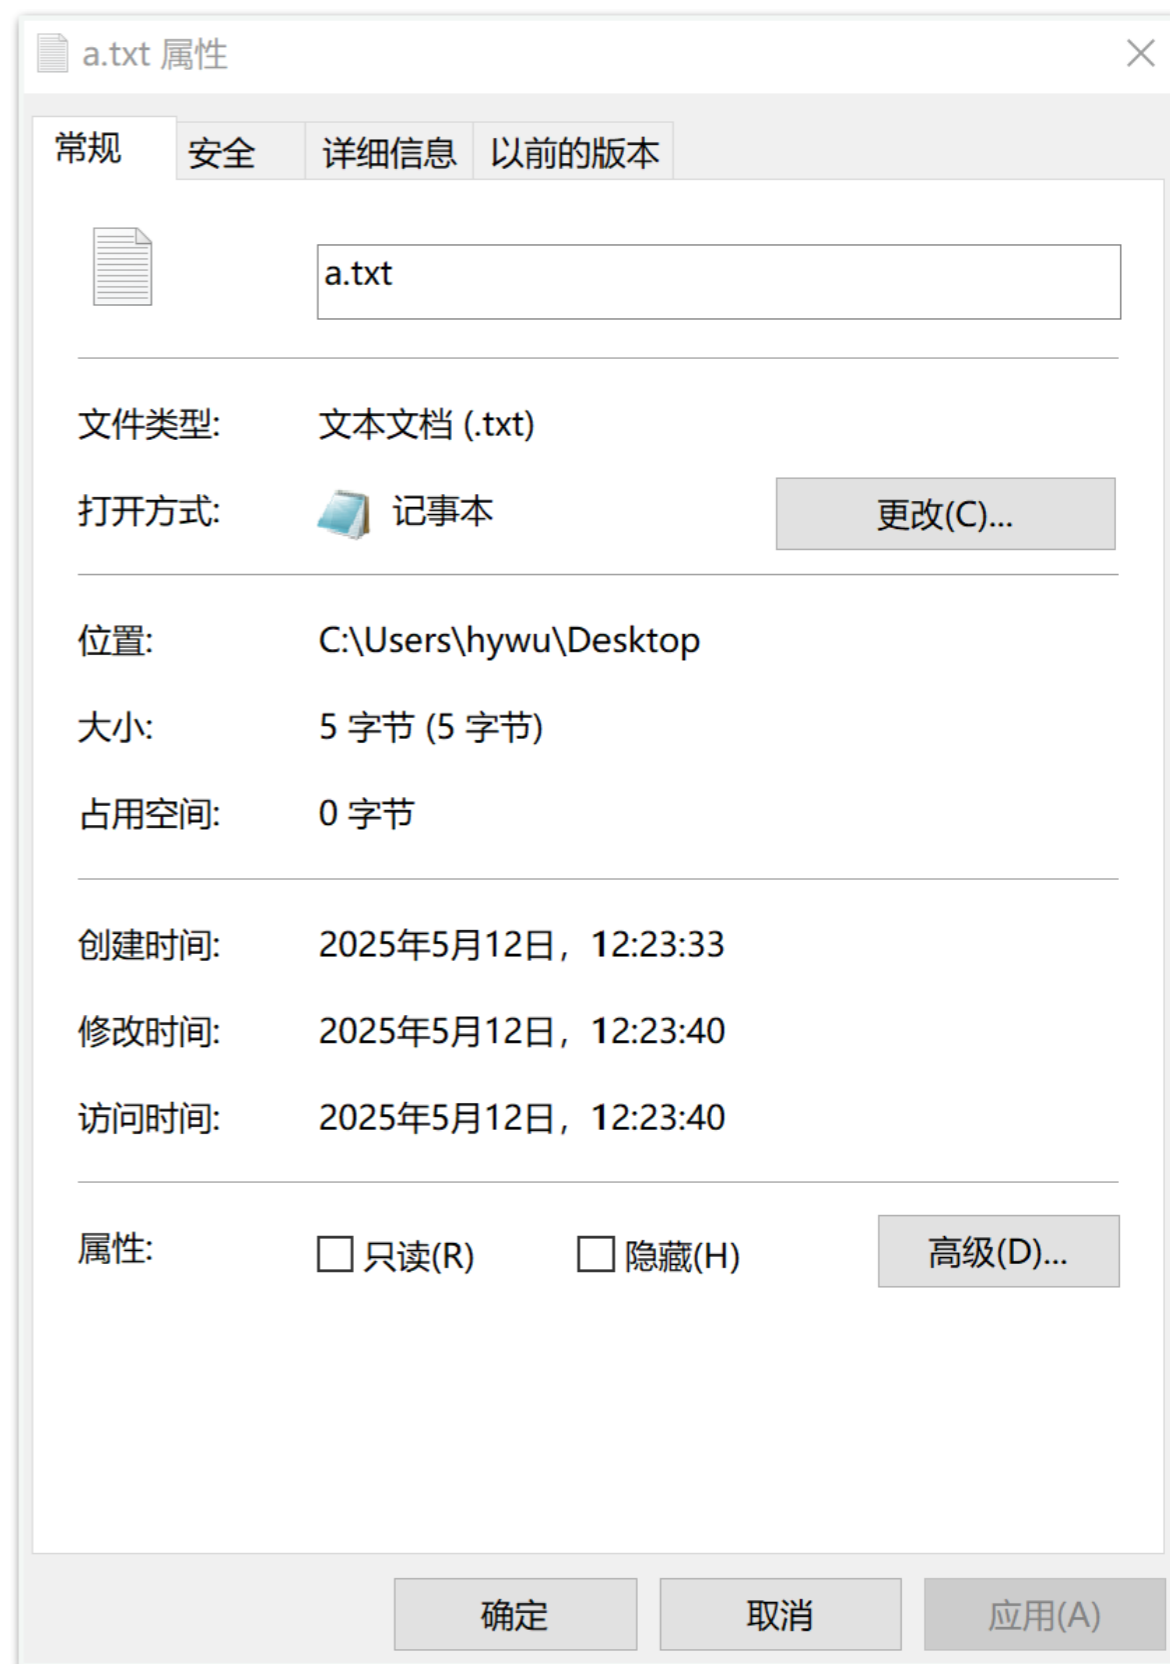 a.txt 属性
常规 安全 详细信息 以前的版本
a.txt
文件类型: 文本文档 (.txt)
打开方式: 记事本 更改(C)...
位置: C:\Users\hywu\Desktop
大小: 5 字节 (5 字节)
占用空间: 0 字节
创建时间: 2025年5月12日，12:23:33
修改时间: 2025年5月12日，12:23:40
访问时间: 2025年5月12日，12:23:40
属性: 只读(R) 隐藏(H) 高级(D)...
确定 取消 应用(A)